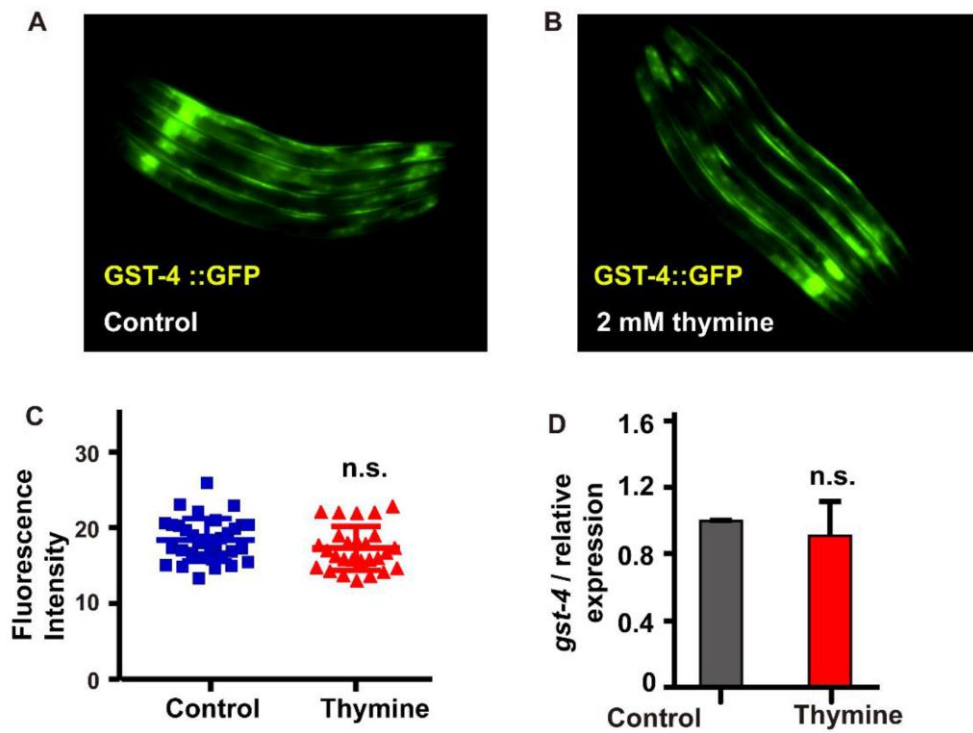 A
GST-4 ::GFP
Control
B
GST-4::GFP
2 mM thymine
C
Fluorescence
Intensity
30
20
10
0
n.s.
Control
Thymine
D
gst-4 / relative
expression
1.6
1.2
0.8
0.4
0
n.s.
Control
Thymine